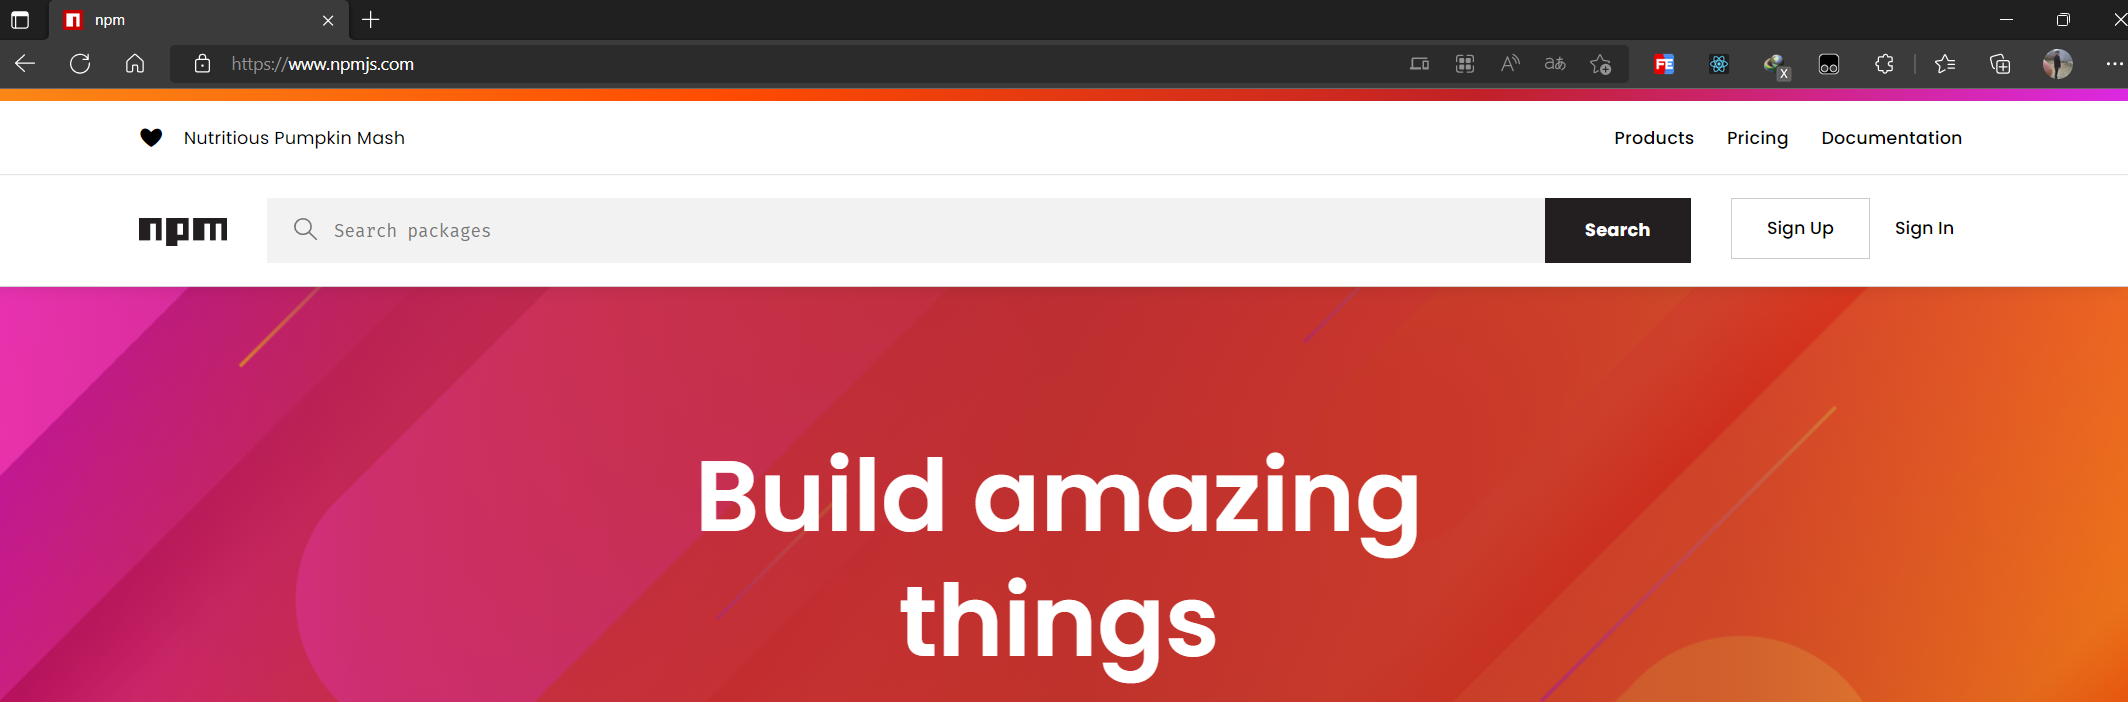 npm
https://www.npmjs.com
Nutritious Pumpkin Mash
Products
Pricing
Documentation
npm
Search packages
Search
Sign Up
Sign In
Build amazing
things